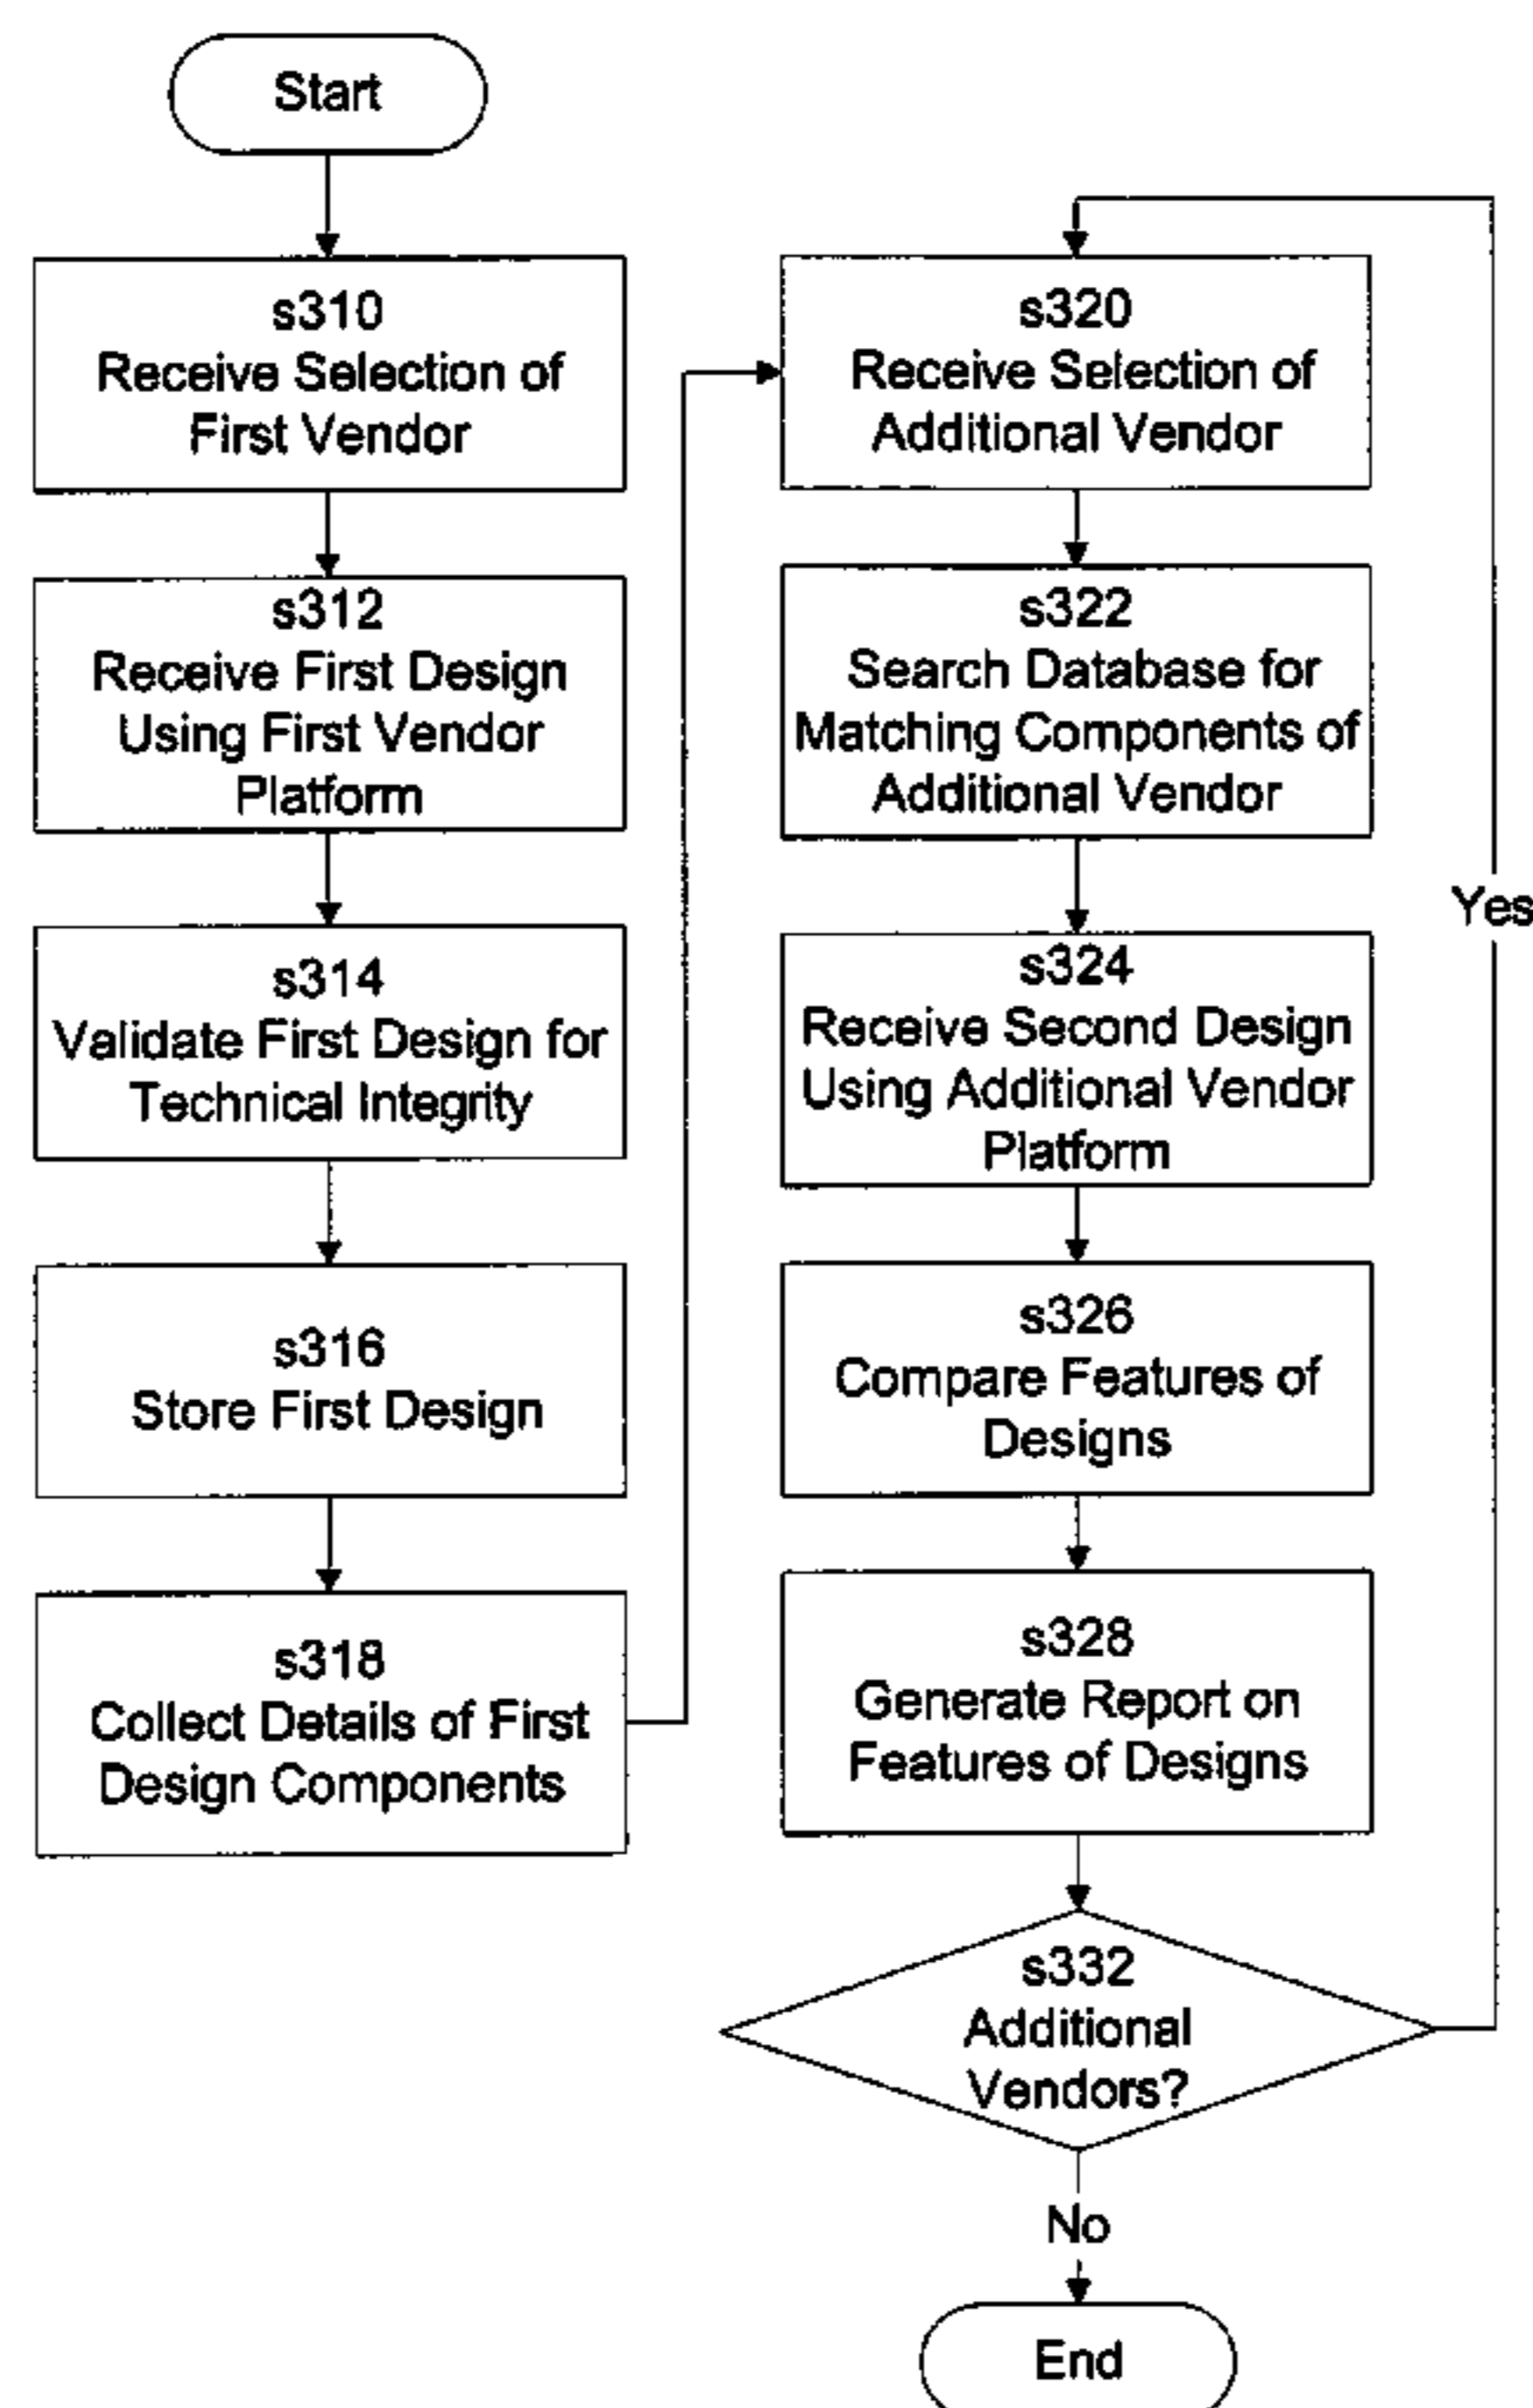 Start
s310
Receive Selection of
First Vendor
s312
Receive First Design
Using First Vendor
Platform
s314
Validate First Design for
Technical Integrity
s316
Store First Design
s318
Collect Details of First
Design Components
s320
Receive Selection of
Additional Vendor
s322
Search Database for
Matching Components of
Additional Vendor
s324
Receive Second Design
Using Additional Vendor
Platform
s326
Compare Features of
Designs
s328
Generate Report on
Features of Designs
s332
Additional
Vendors?
Yes
No
End